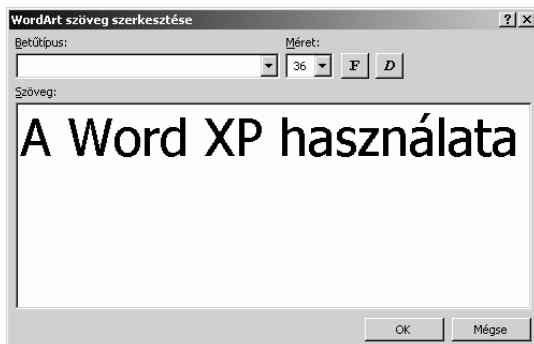 WordArt szöveg szerkesztése
Betűtípus: Méret:
36 F D
Szöveg:
A Word XP használata
OK Mégse